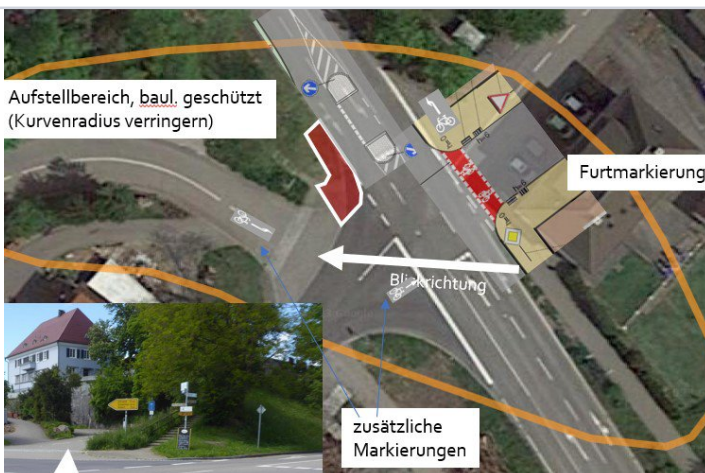 Aufstellbereich, baul. geschützt
(Kurvenradius verringern)
Furtmarkierung
Blickrichtung
zusätzliche
Markierungen